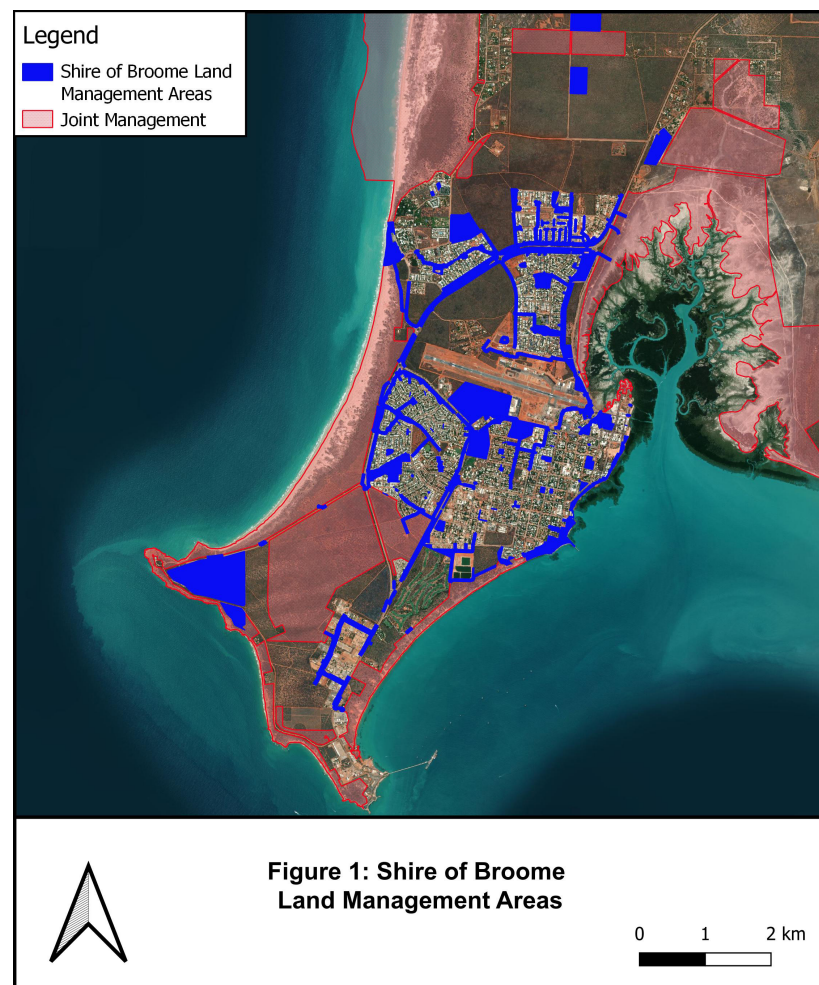 Legend
Shire of Broome Land
Management Areas
Joint Management
Figure 1: Shire of Broome
Land Management Areas
0 1 2 km